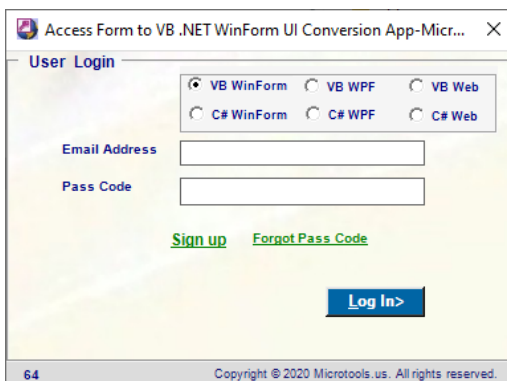 Access Form to VB .NET WinForm UI Conversion App-Micr...
User Login
VB WinForm VB WPF VB Web
C# WinForm C# WPF C# Web
Email Address
Pass Code
Sign up Forgot Pass Code
Log In>
64 Copyright © 2020 Microtools.us. All rights reserved.